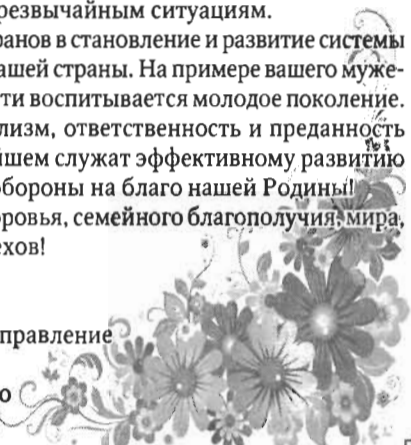 резвычайным ситуациям.
ранов в становление и развитие системы
ашей страны. На примере вашего муже-
ти воспитывается молодое поколение.
лизм, ответственность и преданность
йшем служат эффективному развитию
бороны на благо нашей Родины!
ровья, семейного благополучия, мира,
ехов!
правление
о